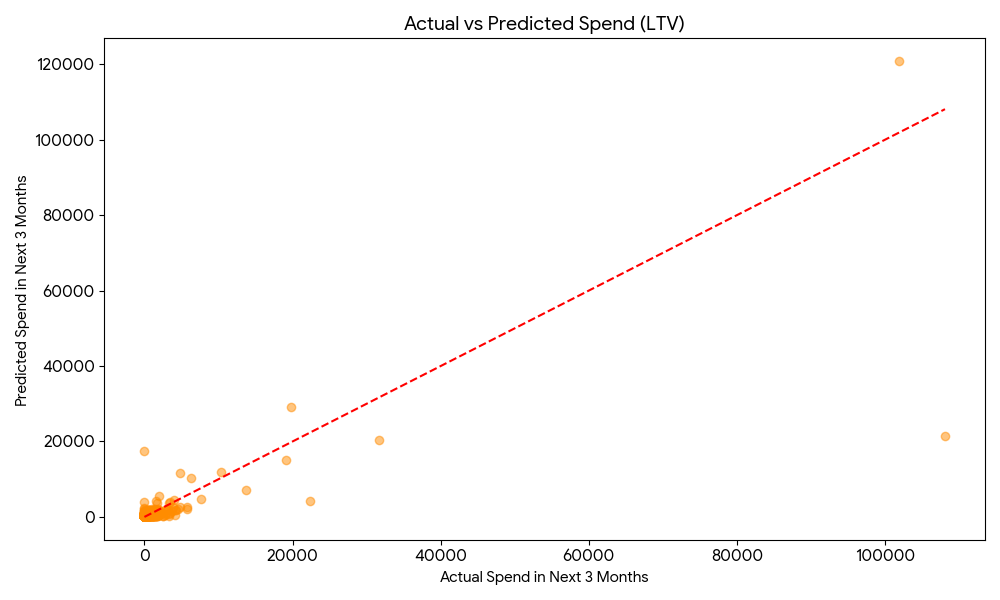 Actual vs Predicted Spend (LTV)
Predicted Spend in Next 3 Months
120000
100000
80000
60000
40000
20000
0
0 20000 40000 60000 80000 100000
Actual Spend in Next 3 Months